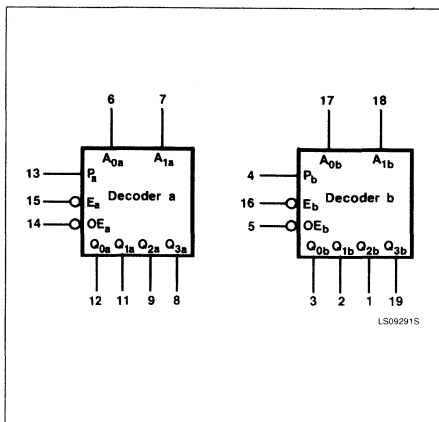 6 7
A0a A1a
13 Pa
15 Ea Decoder a
14 OEa
Q0a Q1a Q2a Q3a
12 11 9 8
17 18
A0b A1b
4 Pb
16 Eb Decoder b
5 OEb
Q0b Q1b Q2b Q3b
3 2 1 19
LS09291S